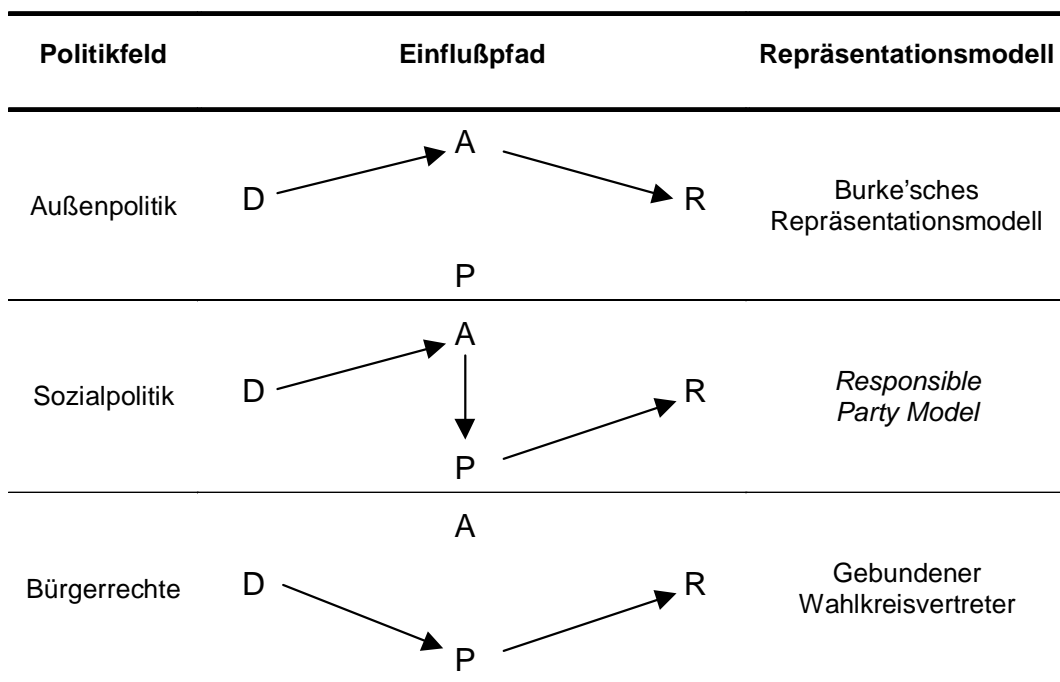 Politikfeld Einflußpfad Repräsentationsmodell
A
Außenpolitik D R Burke’sches
Repräsentationsmodell
P
A
Sozialpolitik D R Responsible
Party Model
P
A
Bürgerrechte D R Gebundener
Wahlkreisvertreter
P